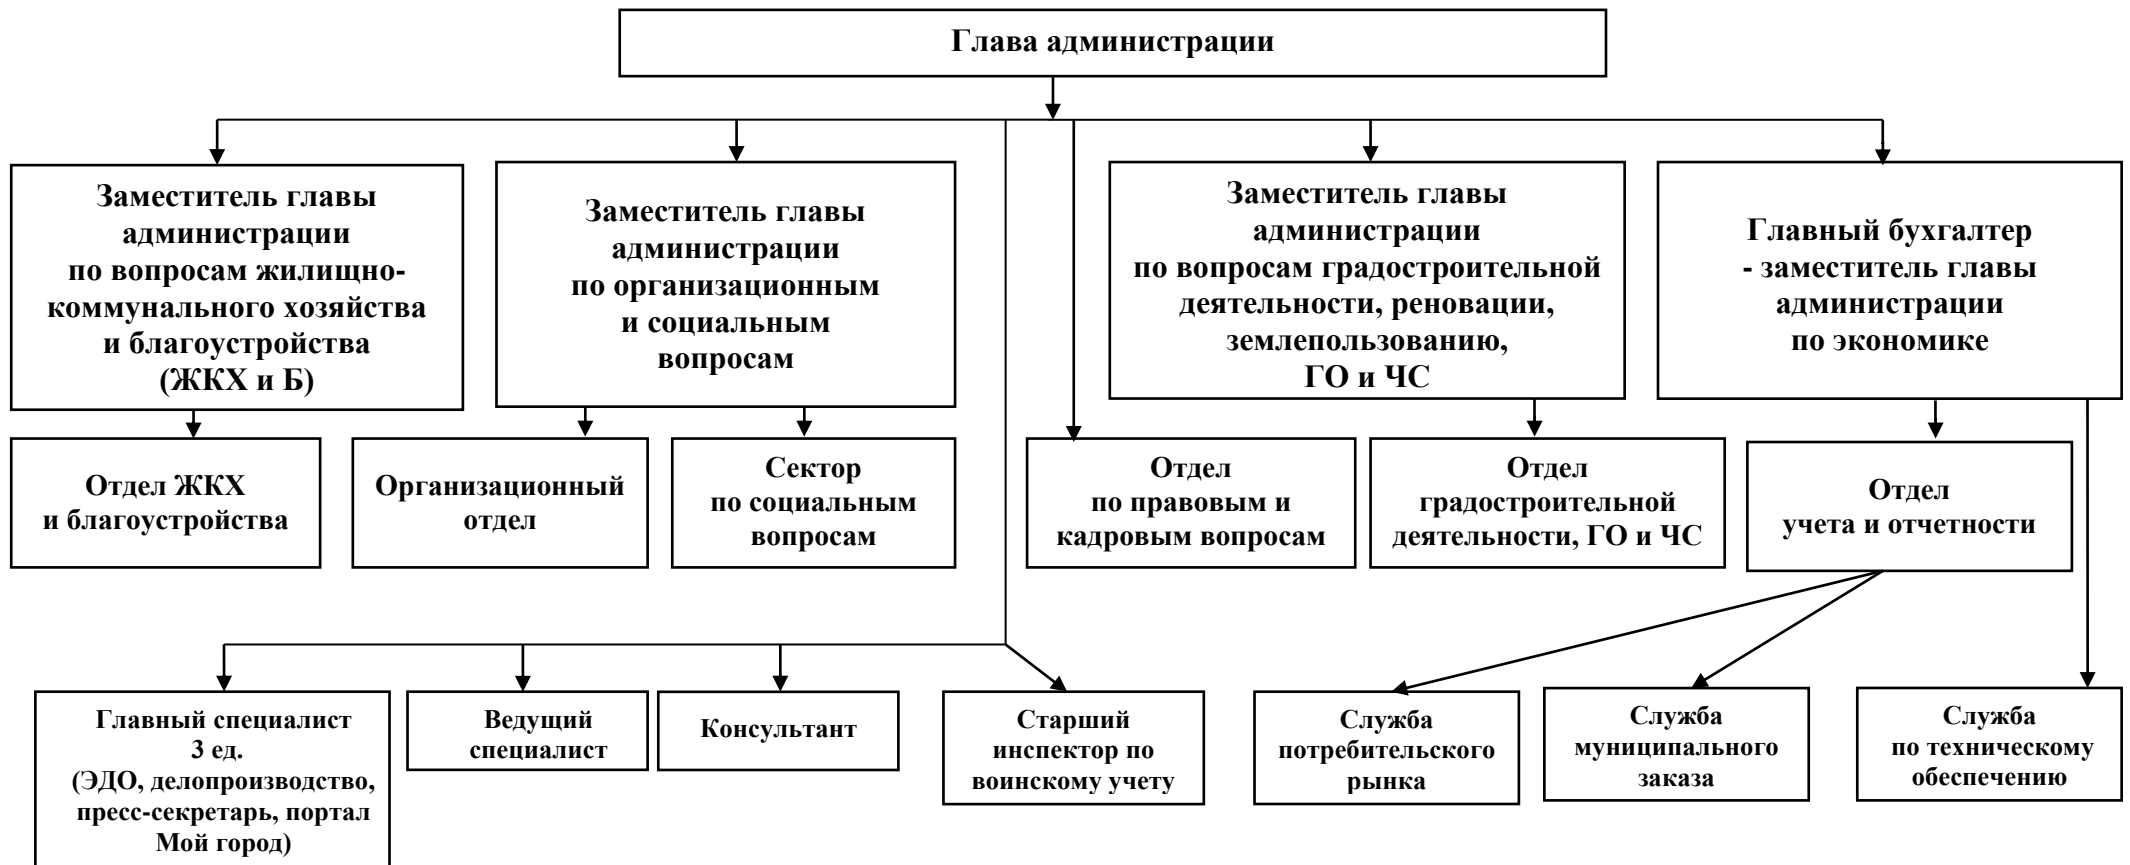 Глава администрации
Заместитель главы
администрации
по вопросам жилищно-
коммунального хозяйства
и благоустройства
(ЖКХ и Б)
Заместитель главы
администрации
по организационным
и социальным
вопросам
Заместитель главы
администрации
по вопросам градостроительной
деятельности, реновации,
землепользованию,
ГО и ЧС
Главный бухгалтер
- заместитель главы
администрации
по экономике
Отдел ЖКХ
и благоустройства
Организационный
отдел
Сектор
по социальным
вопросам
Отдел
по правовым и
кадровым вопросам
Отдел
градостроительной
деятельности, ГО и ЧС
Отдел
учета и отчетности
Главный специалист
3 ед.
(ЭДО, делопроизводство,
пресс-секретарь, портал
Мой город)
Ведущий
специалист
Консультант
Старший
инспектор по
воинскому учету
Служба
потребительского
рынка
Служба
муниципального
заказа
Служба
по техническому
обеспечению